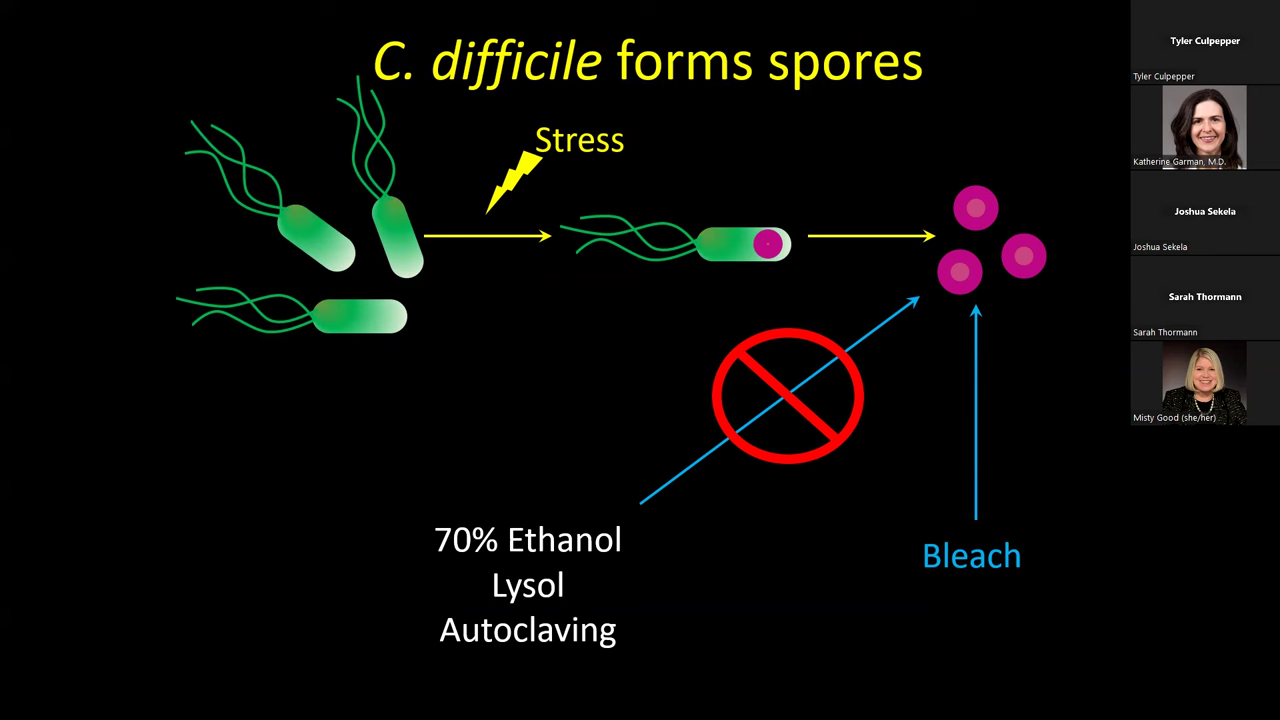 C. difficile forms spores
Stress
70% Ethanol
Lysol
Autoclaving
Bleach
Tyler Culpepper
Tyler Culpepper
Katherine Garman, M.D.
Joshua Sekela
Joshua Sekela
Sarah Thormann
Sarah Thormann
Misty Good (she/her)